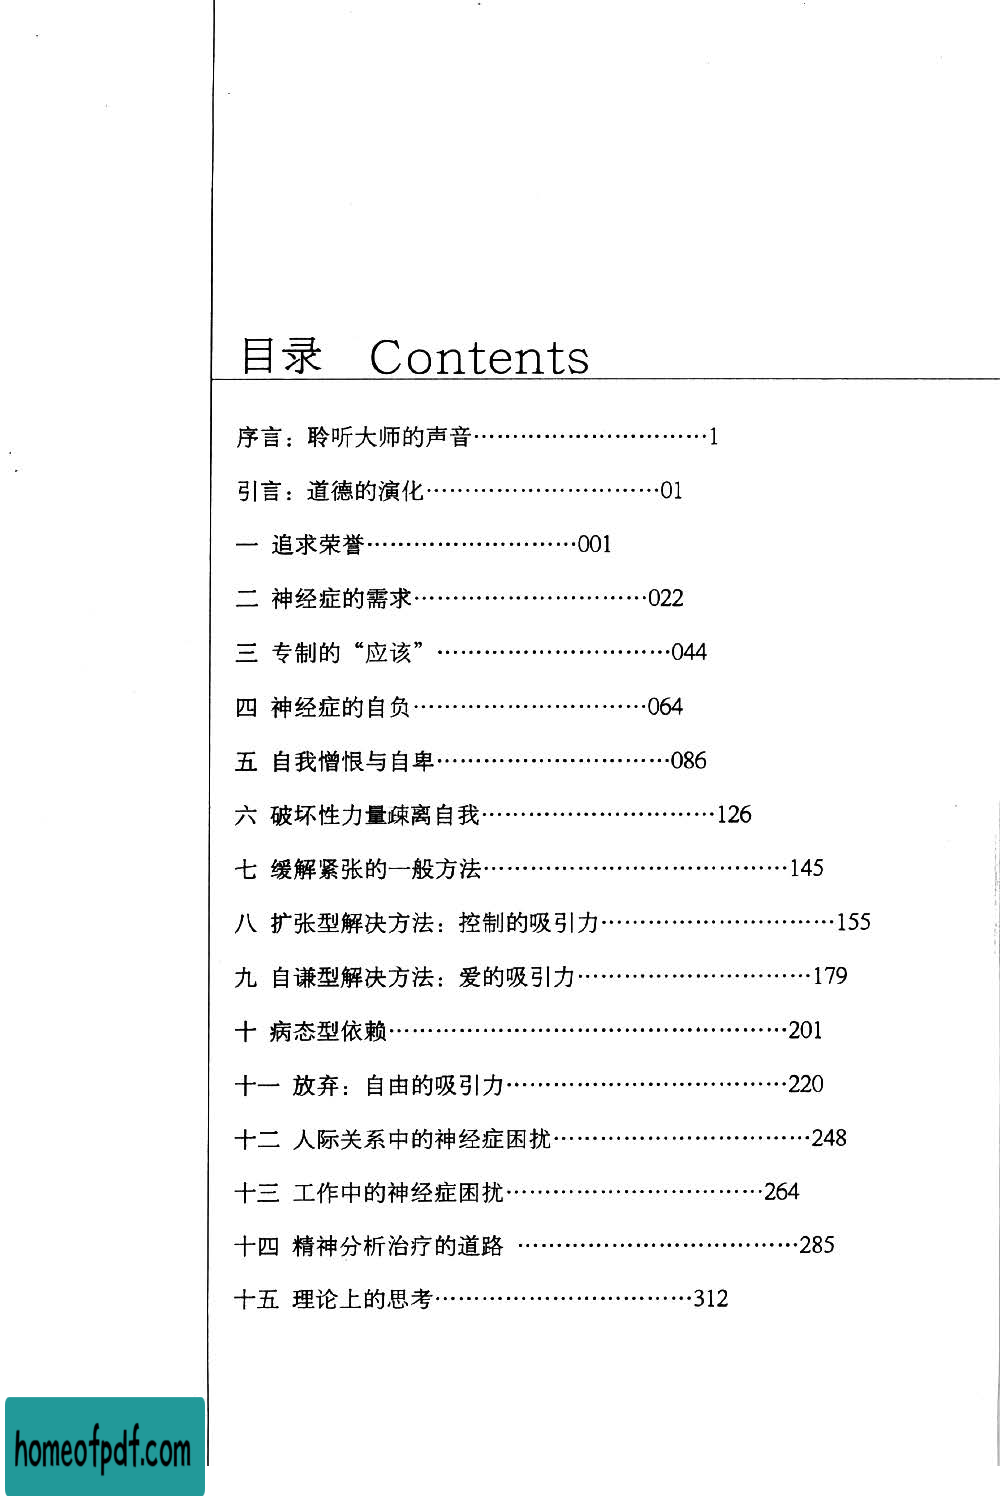 目录 Contents
序言：聆听大师的声音…………………………1
引言：道德的演化…………………………01
一 追求荣誉………………………001
二 神经症的需求…………………………022
三 专制的“应该”…………………………044
四 神经症的自负…………………………064
五 自我憎恨与自卑…………………………086
六 破坏性力量疎离自我…………………………126
七 缓解紧张的一般方法…………………………………145
八 扩张型解决方法：控制的吸引力…………………………155
九 自谦型解决方法：爱的吸引力…………………………179
十 病态型依赖……………………………………………201
十一 放弃：自由的吸引力………………………………220
十二 人际关系中的神经症困扰……………………………248
十三 工作中的神经症困扰……………………………264
十四 精神分析治疗的道路 ………………………………285
十五 理论上的思考……………………………312
homeofpdf.com